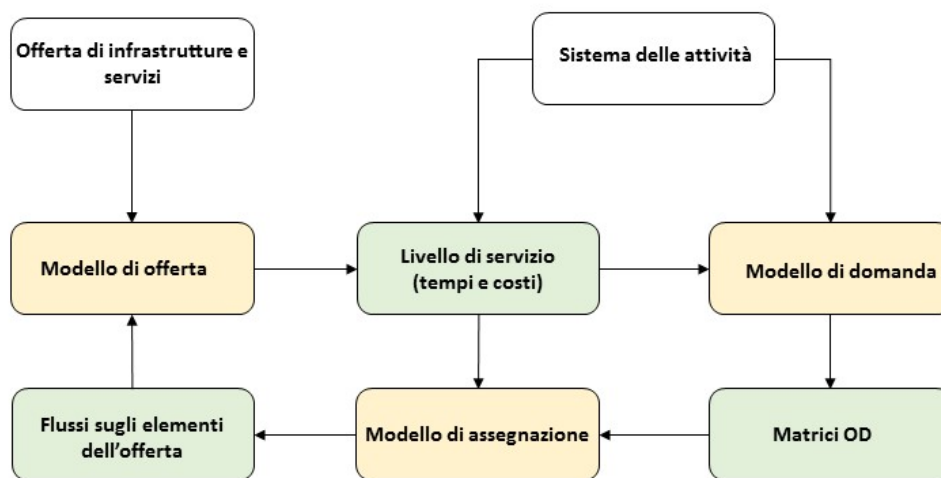 Offerta di infrastrutture e
servizi
Sistema delle attività
Modello di offerta
Livello di servizio
(tempi e costi)
Modello di domanda
Flussi sugli elementi
dell'offerta
Modello di assegnazione
Matrici OD